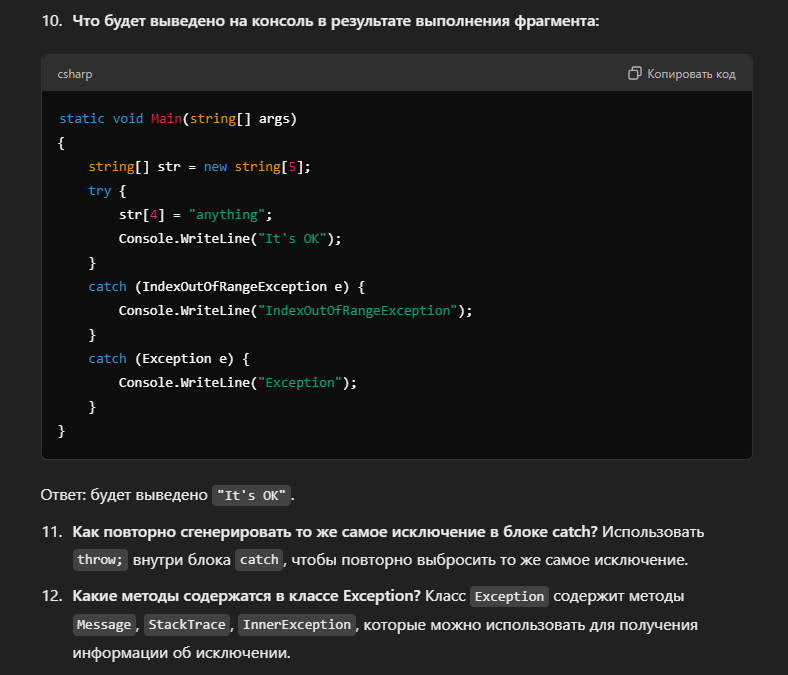 10. Что будет выведено на консоль в результате выполнения фрагмента:
csharp
Копировать код
static void Main(string[] args)
{
    string[] str = new string[5];
    try {
        str[4] = "anything";
        Console.WriteLine("It's OK");
    }
    catch (IndexOutOfRangeException e) {
        Console.WriteLine("IndexOutOfRangeException");
    }
    catch (Exception e) {
        Console.WriteLine("Exception");
    }
}
Ответ: будет выведено "It's OK".
11. Как повторно сгенерировать то же самое исключение в блоке catch? Использовать
throw; внутри блока catch, чтобы повторно выбросить то же самое исключение.
12. Какие методы содержатся в классе Exception? Класс Exception содержит методы
Message, StackTrace, InnerException, которые можно использовать для получения
информации об исключении.